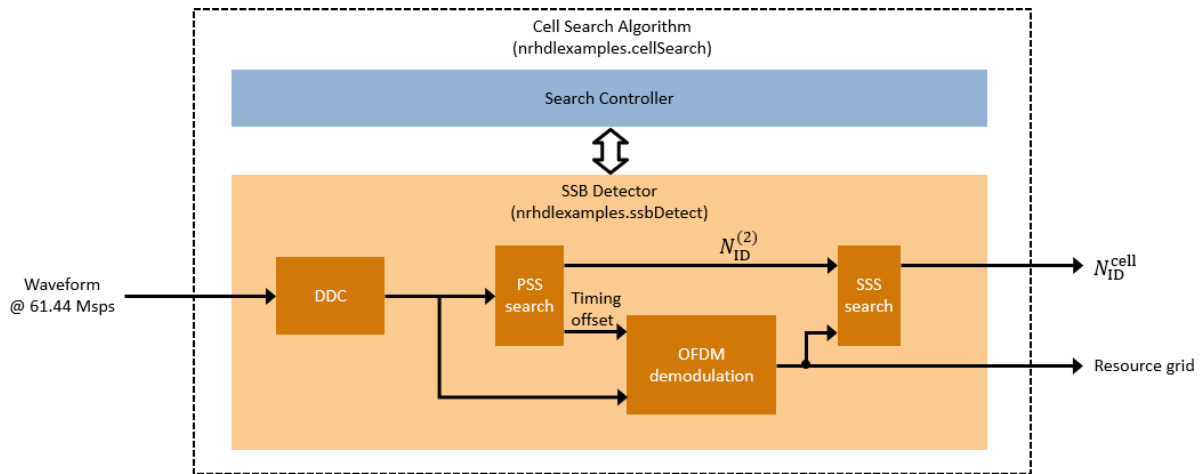 Cell Search Algorithm
(nrhdlexamples.cellSearch)
Search Controller
SSB Detector
(nrhdlexamples.ssbDetect)
Waveform
@ 61.44 Msps
DDC
PSS
search
N_ID^(2)
Timing
offset
OFDM
demodulation
SSS
search
N_ID^cell
Resource grid